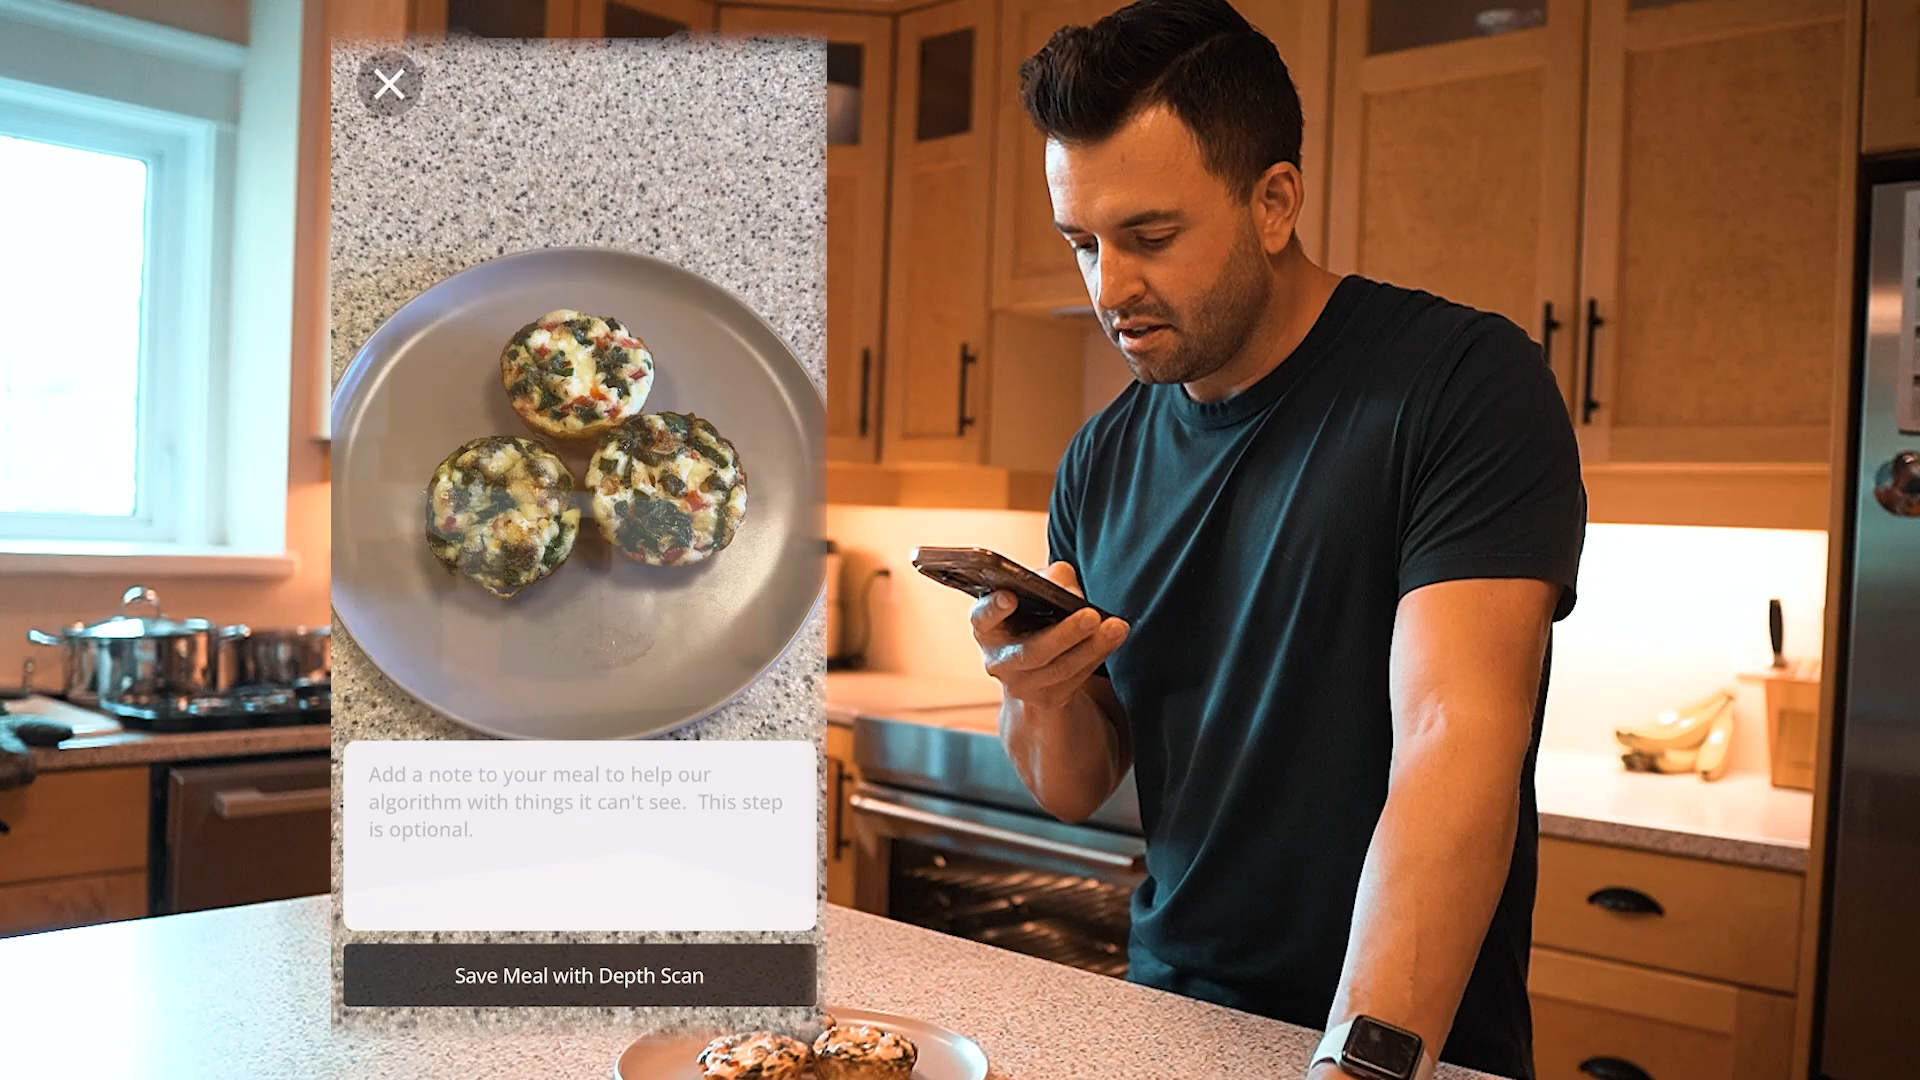 Add a note to your meal to help our
algorithm with things it can't see.  This step
is optional.
Save Meal with Depth Scan